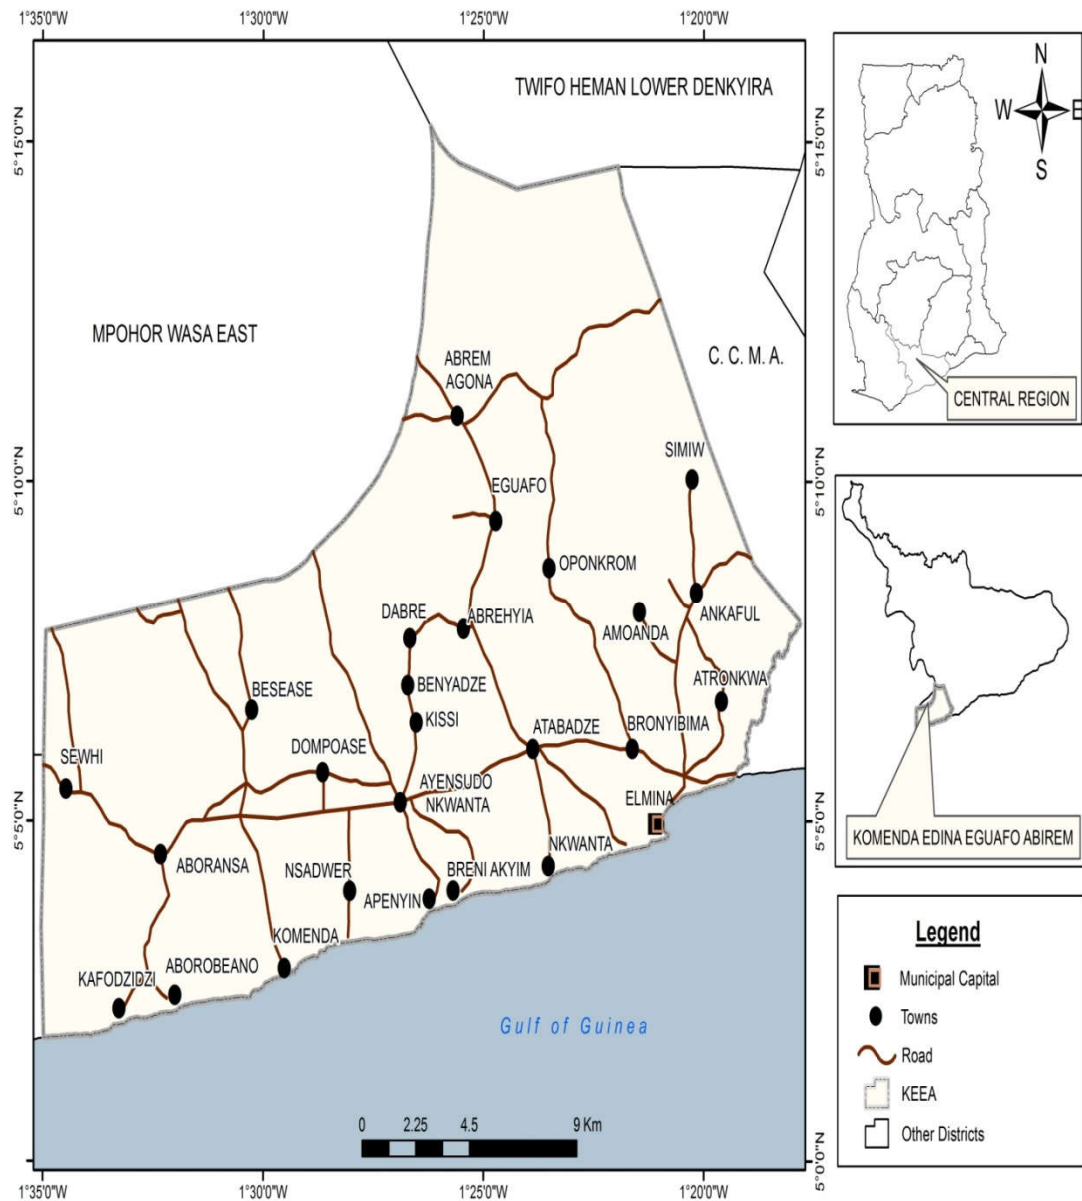 1°35'0"W
1°30'0"W
1°25'0"W
1°20'0"W
TWIFO HEMAN LOWER DENKYIRA
5°15'0"N
5°15'0"N
MPOHOR WASA EAST
C. C. M. A.
ABREM
AGONA
SIMIW
5°10'0"N
5°10'0"N
EGUAFO
OPONKROM
DABRE
ABREHYIA
ANKAFUL
AMOANDA
BENYADZE
ATRONKWA
BESEASE
KISSI
ATABADZE
BRONYIBIMA
DOMPOASE
SEWHI
AYENSUDO
NKWANTA
ELMINA
5°5'0"N
5°5'0"N
NKWANTA
ABORANSA
NSADWER
BRENI AKYIM
APENYIN
KOMENDA
KAFODZIDZI
ABOROBEANO
Gulf of Guinea
0
2.25
4.5
9 Km
5°0'0"N
1°35'0"W
1°30'0"W
1°25'0"W
1°20'0"W
N
W
E
S
CENTRAL REGION
KOMENDA EDINA EGUAFO ABIREM
Legend
Municipal Capital
Towns
Road
KEEA
Other Districts
5°0'0"N